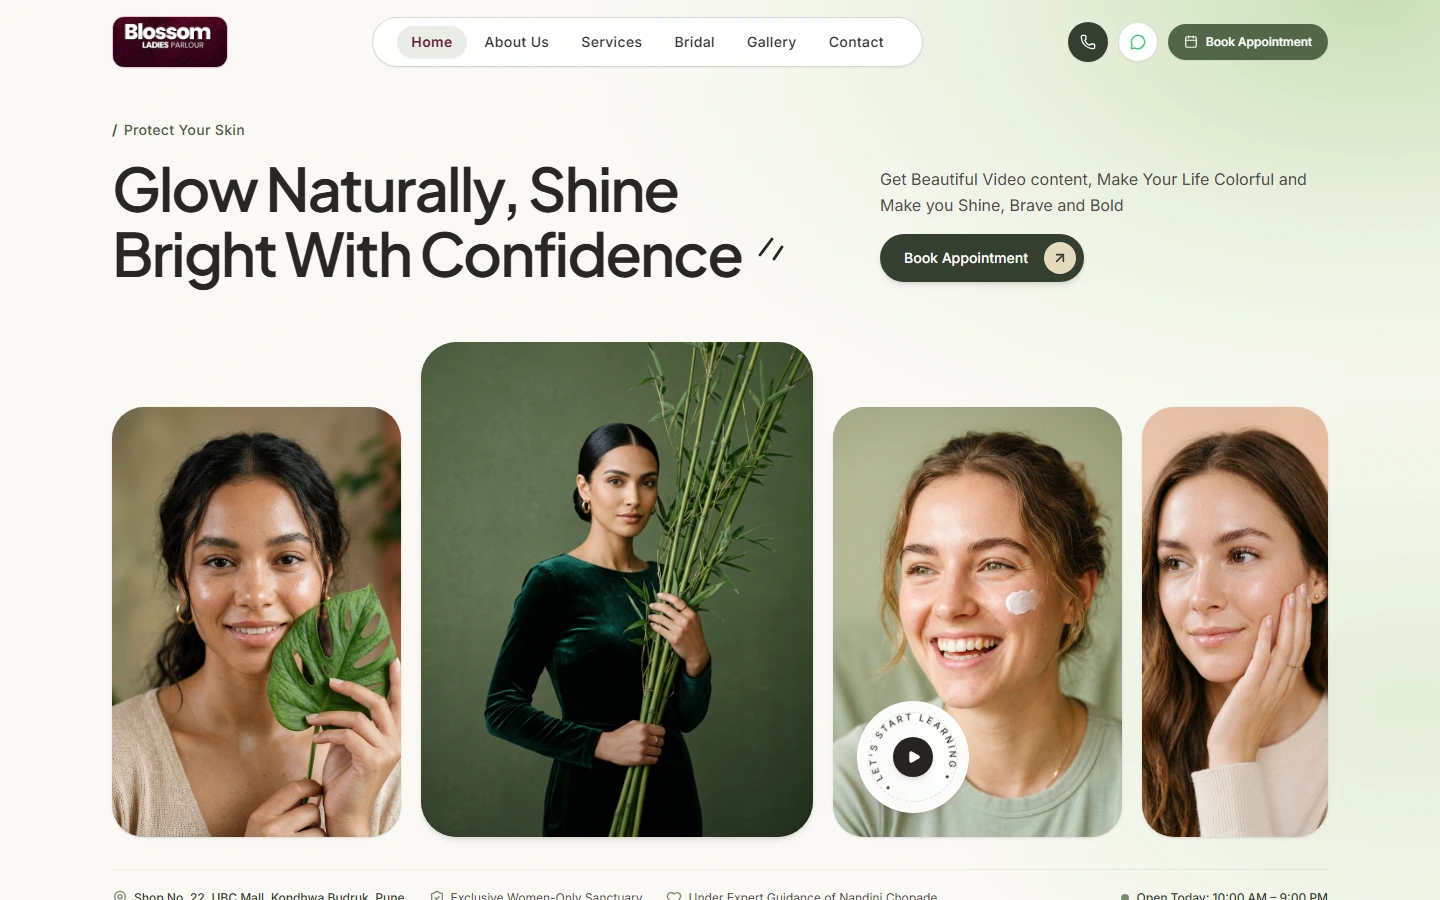 Blossom
LADIES PARLOUR
Home
About Us
Services
Bridal
Gallery
Contact
Book Appointment
/ Protect Your Skin
Glow Naturally, Shine
Bright With Confidence
Get Beautiful Video content, Make Your Life Colorful and
Make you Shine, Brave and Bold
Book Appointment
• LET'S START LEARNING •
Shop No. 22, UBC Mall, Kondhwa Budruk, Pune
Exclusive Women-Only Sanctuary
Under Expert Guidance of Nandini Chopade
Open Today: 10:00 AM – 9:00 PM